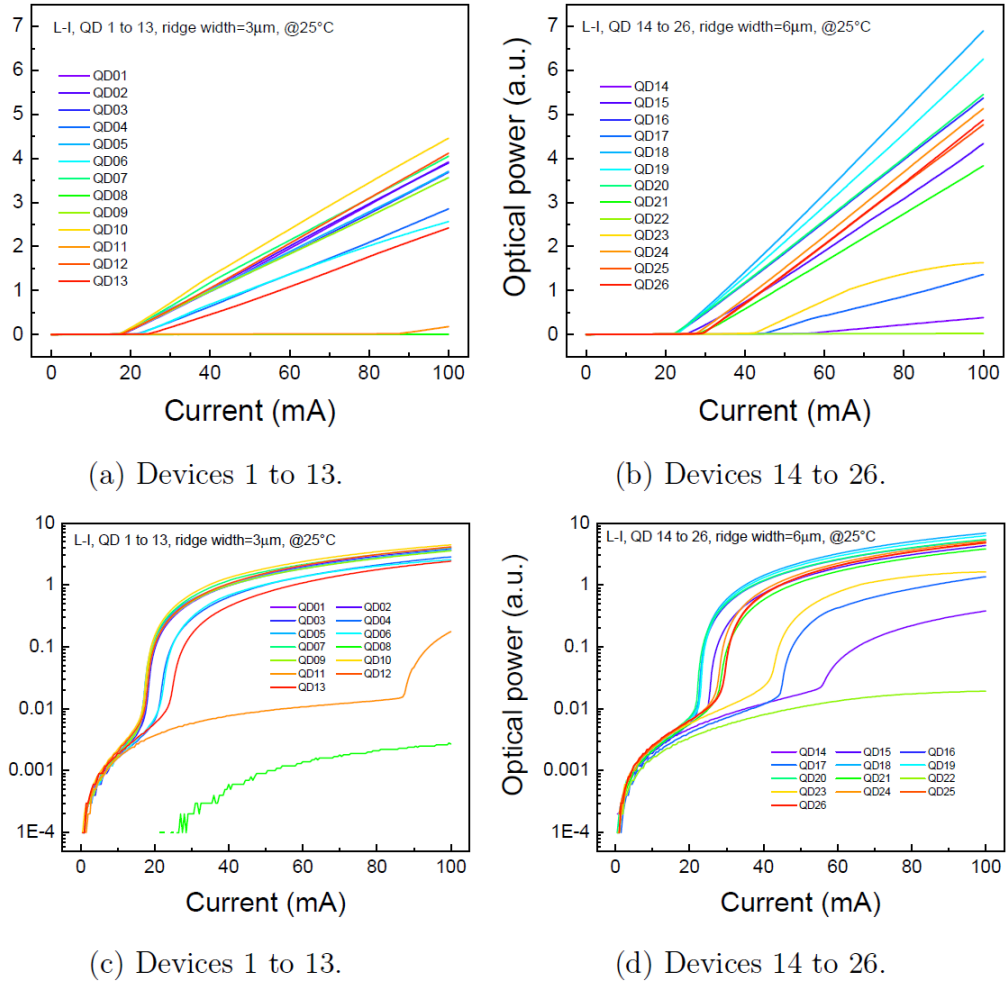 L-I, QD 1 to 13, ridge width=3μm, @25°C
QD01
QD02
QD03
QD04
QD05
QD06
QD07
QD08
QD09
QD10
QD11
QD12
QD13
7
6
5
4
3
2
1
0
0 20 40 60 80 100
Current (mA)
(a) Devices 1 to 13.
Optical power (a.u.)
L-I, QD 14 to 26, ridge width=6μm, @25°C
QD14
QD15
QD16
QD17
QD18
QD19
QD20
QD21
QD22
QD23
QD24
QD25
QD26
7
6
5
4
3
2
1
0
0 20 40 60 80 100
Current (mA)
(b) Devices 14 to 26.
L-I, QD 1 to 13, ridge width=3μm, @25°C
10
1
0.1
0.01
0.001
1E-4
QD01 QD02
QD03 QD04
QD05 QD06
QD07 QD08
QD09 QD10
QD11 QD12
QD13
0 20 40 60 80 100
Current (mA)
(c) Devices 1 to 13.
Optical power (a.u.)
L-I, QD 14 to 26, ridge width=6μm, @25°C
10
1
0.1
0.01
0.001
1E-4
QD14 QD15 QD16
QD17 QD18 QD19
QD20 QD21 QD22
QD23 QD24 QD25
QD26
0 20 40 60 80 100
Current (mA)
(d) Devices 14 to 26.